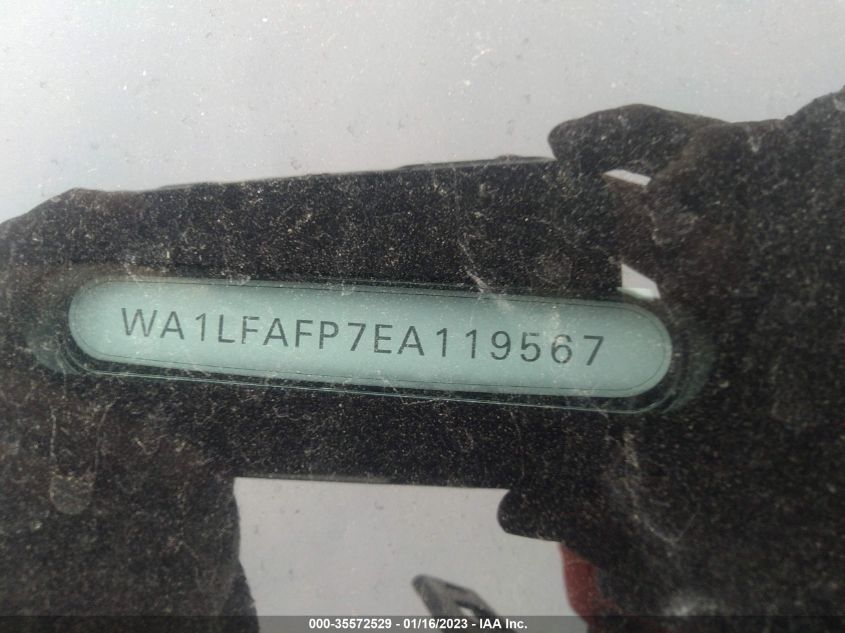 WA1LFAFP7EA119567
000-35572529 - 01/16/2023 - IAA Inc.